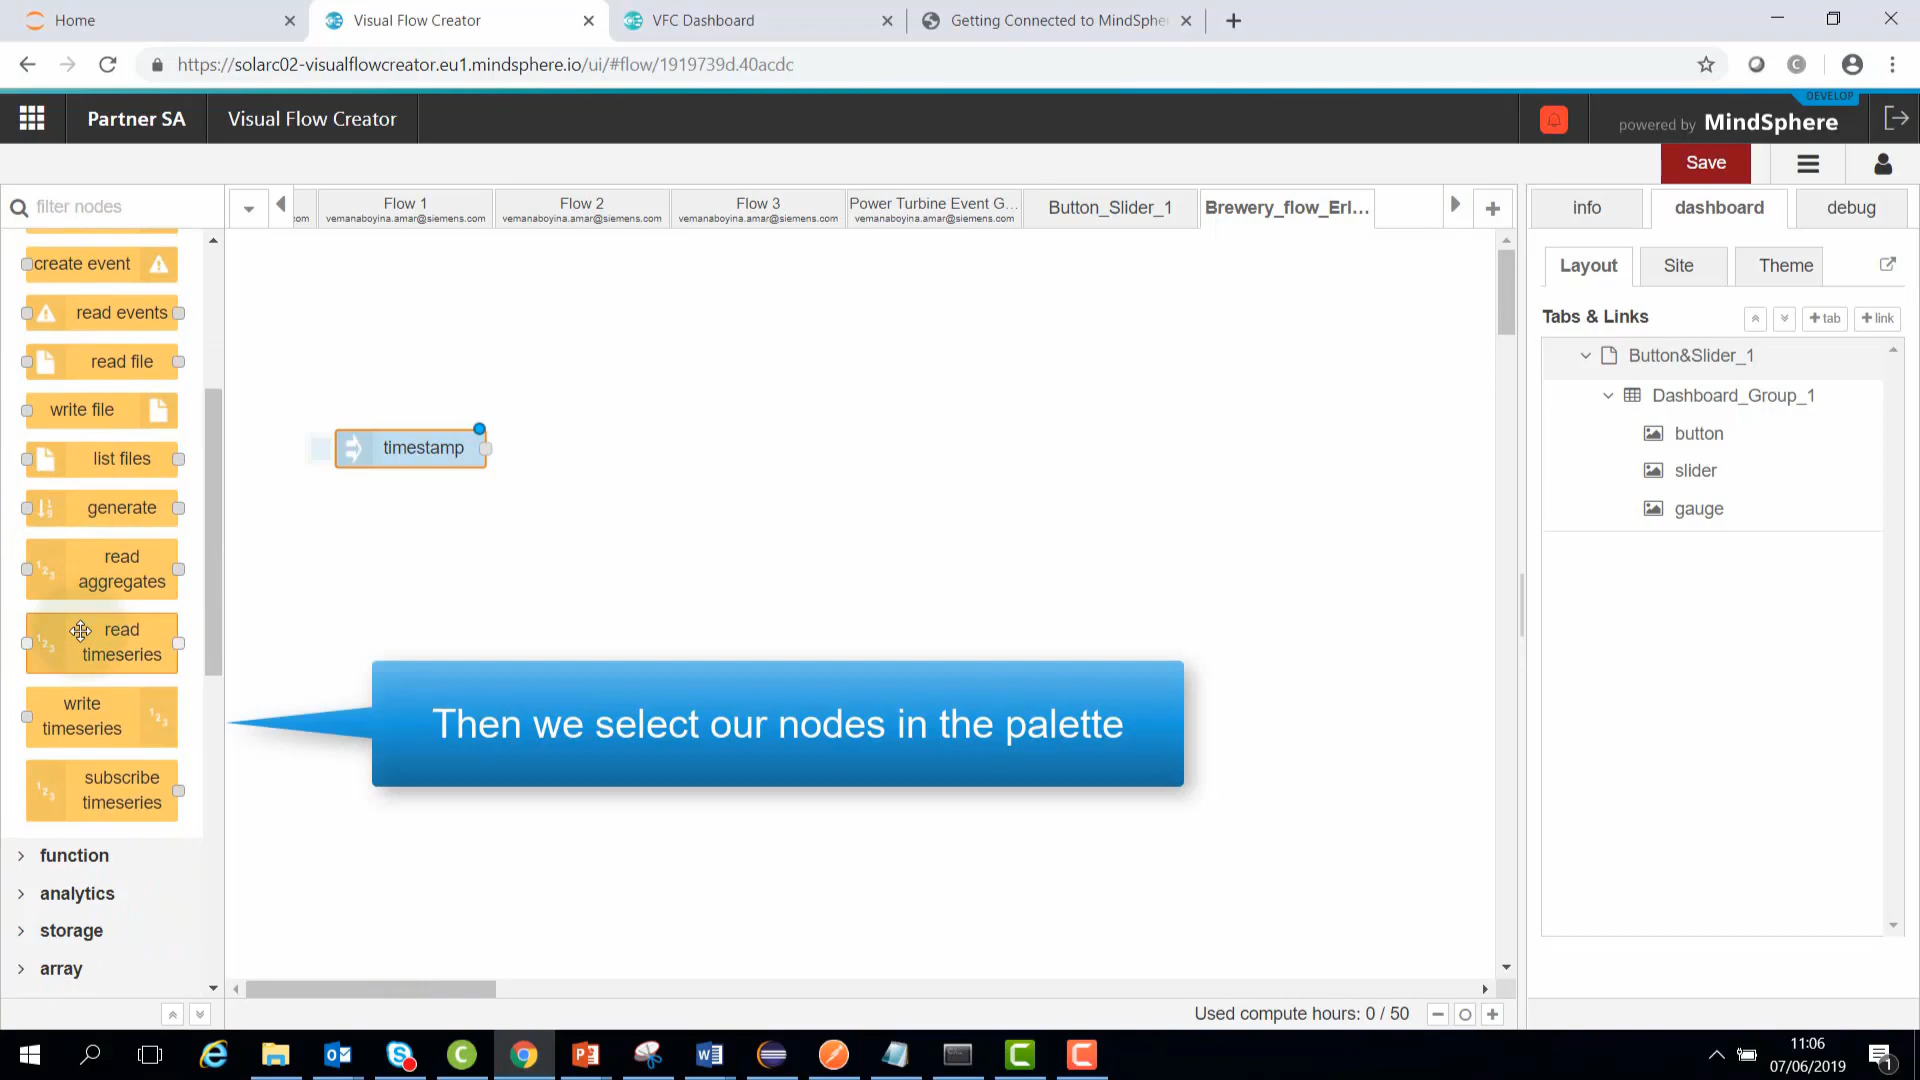 Home
Visual Flow Creator
VFC Dashboard
Getting Connected to MindSphe
https://solarc02-visualflowcreator.eu1.mindsphere.io/ui/#flow/1919739d.40acdc
DEVELOP
Partner SA
Visual Flow Creator
powered by MindSphere
Save
filter nodes
om
Flow 1
vemanaboyina.amar@siemens.com
Flow 2
vemanaboyina.amar@siemens.com
Flow 3
vemanaboyina.amar@siemens.com
Power Turbine Event G...
vemanaboyina.amar@siemens.com
Button_Slider_1
Brewery_flow_Erl...
info
dashboard
debug
Layout
Site
Theme
Tabs & Links
+ tab
+ link
Button&Slider_1
Dashboard_Group_1
button
slider
gauge
create event
read events
read file
write file
list files
generate
read
aggregates
read
timeseries
write
timeseries
subscribe
timeseries
function
analytics
storage
array
timestamp
Then we select our nodes in the palette
Used compute hours: 0 / 50
11:06
07/06/2019
1